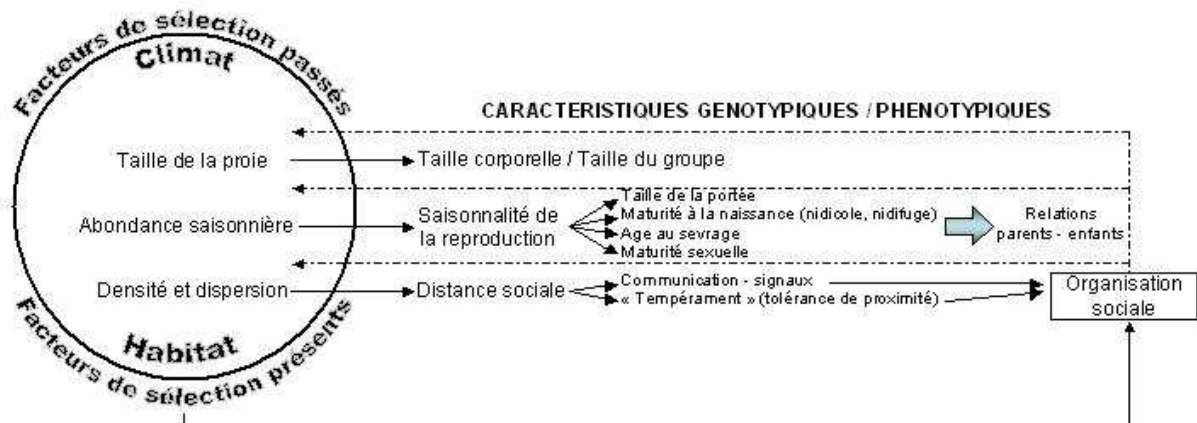 Facteurs de sélection passés
Climat
CARACTERISTIQUES GENOTYPIQUES / PHENOTYPIQUES
Taille de la proie
Taille corporelle / Taille du groupe
Abondance saisonnière
Saisonnalité de
la reproduction
Taille de la portée
Maturité à la naissance (nidicole, nidifuge)
Age au sevrage
Maturité sexuelle
Relations
parents - enfants
Densité et dispersion
Distance sociale
Communication - signaux
« Tempérament » (tolérance de proximité)
Organisation
sociale
Habitat
Facteurs de sélection présents